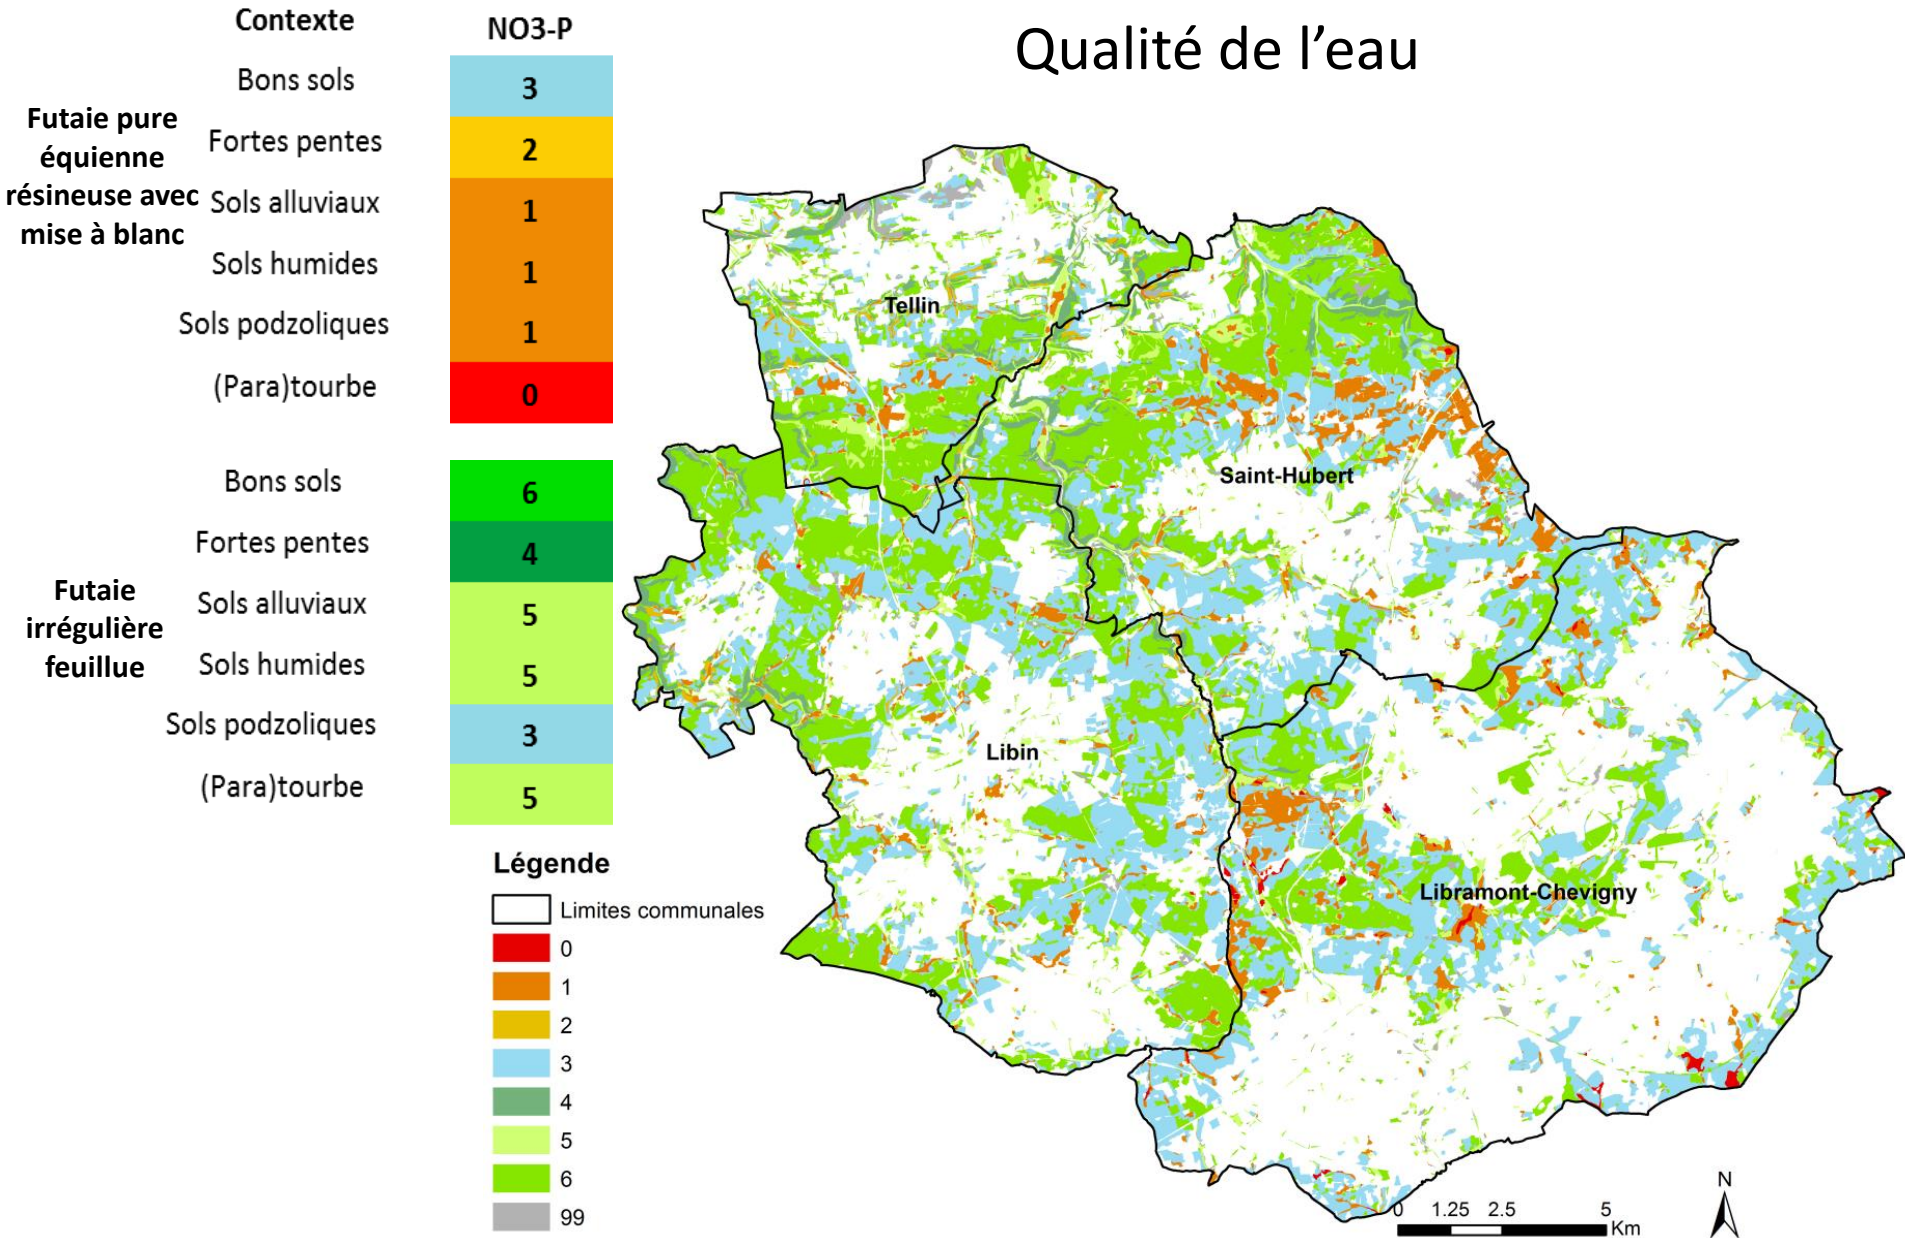 Qualité de l’eau
Contexte
NO3-P
Futaie pure
équienne
résineuse avec
mise à blanc
Bons sols
3
Fortes pentes
2
Sols alluviaux
1
Sols humides
1
Sols podzoliques
1
(Para)tourbe
0
Futaie
irrégulière
feuillue
Bons sols
6
Fortes pentes
4
Sols alluviaux
5
Sols humides
5
Sols podzoliques
3
(Para)tourbe
5
Légende
Limites communales
0
1
2
3
4
5
6
99
Tellin
Saint-Hubert
Libin
Libramont-Chevigny
0 1.25 2.5 5
Km
N